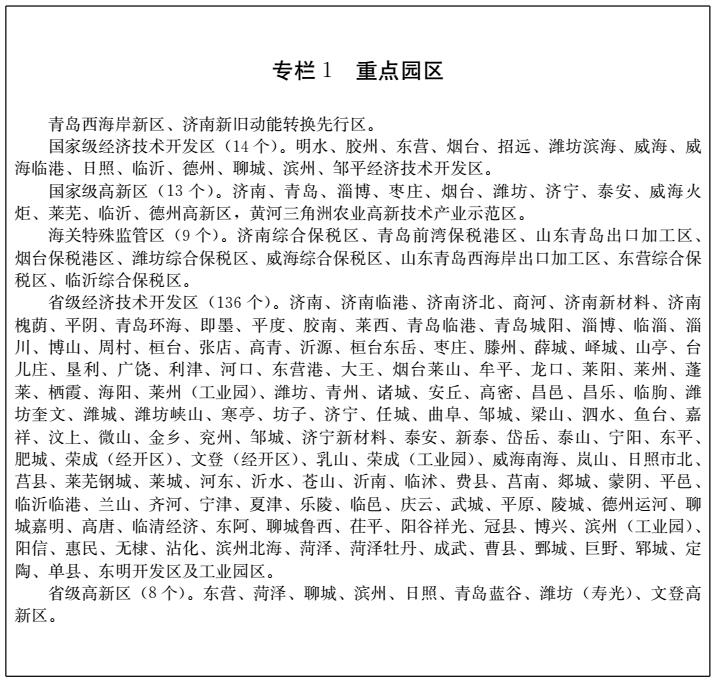 专栏 1　重点园区
青岛西海岸新区、济南新旧动能转换先行区。
国家级经济技术开发区（14 个）。明水、胶州、东营、烟台、招远、潍坊滨海、威海、威
海临港、日照、临沂、德州、聊城、滨州、邹平经济技术开发区。
国家级高新区（13 个）。济南、青岛、淄博、枣庄、烟台、潍坊、济宁、泰安、威海火
炬、莱芜、临沂、德州高新区，黄河三角洲农业高新技术产业示范区。
海关特殊监管区（9 个）。济南综合保税区、青岛前湾保税港区、山东青岛出口加工区、
烟台保税港区、潍坊综合保税区、威海综合保税区、山东青岛西海岸出口加工区、东营综合保
税区、临沂综合保税区。
省级经济技术开发区（136 个）。济南、济南临港、济南济北、商河、济南新材料、济南
槐荫、平阴、青岛环海、即墨、平度、胶南、莱西、青岛临港、青岛城阳、淄博、临淄、淄
川、博山、周村、桓台、张店、高青、沂源、桓台东岳、枣庄、滕州、薛城、峄城、山亭、台
儿庄、垦利、广饶、利津、河口、东营港、大王、烟台莱山、牟平、龙口、莱阳、莱州、蓬
莱、栖霞、海阳、莱州（工业园）、潍坊、青州、诸城、安丘、高密、昌邑、昌乐、临朐、潍
坊奎文、潍城、潍坊峡山、寒亭、坊子、济宁、任城、曲阜、邹城、梁山、泗水、鱼台、嘉
祥、汶上、微山、金乡、兖州、邹城、济宁新材料、泰安、新泰、岱岳、泰山、宁阳、东平、
肥城、荣成（经开区）、文登（经开区）、乳山、荣成（工业园）、威海南海、岚山、日照市北、
莒县、莱芜钢城、莱城、河东、沂水、苍山、沂南、临沭、费县、莒南、郯城、蒙阴、平邑、
临沂临港、兰山、齐河、宁津、夏津、乐陵、临邑、庆云、武城、平原、陵城、德州运河、聊
城嘉明、高唐、临清经济、东阿、聊城鲁西、茌平、阳谷祥光、冠县、博兴、滨州（工业园）、
阳信、惠民、无棣、沾化、滨州北海、菏泽、菏泽牡丹、成武、曹县、鄄城、巨野、郓城、定
陶、单县、东明开发区及工业园区。
省级高新区（8 个）。东营、菏泽、聊城、滨州、日照、青岛蓝谷、潍坊（寿光）、文登高
新区。